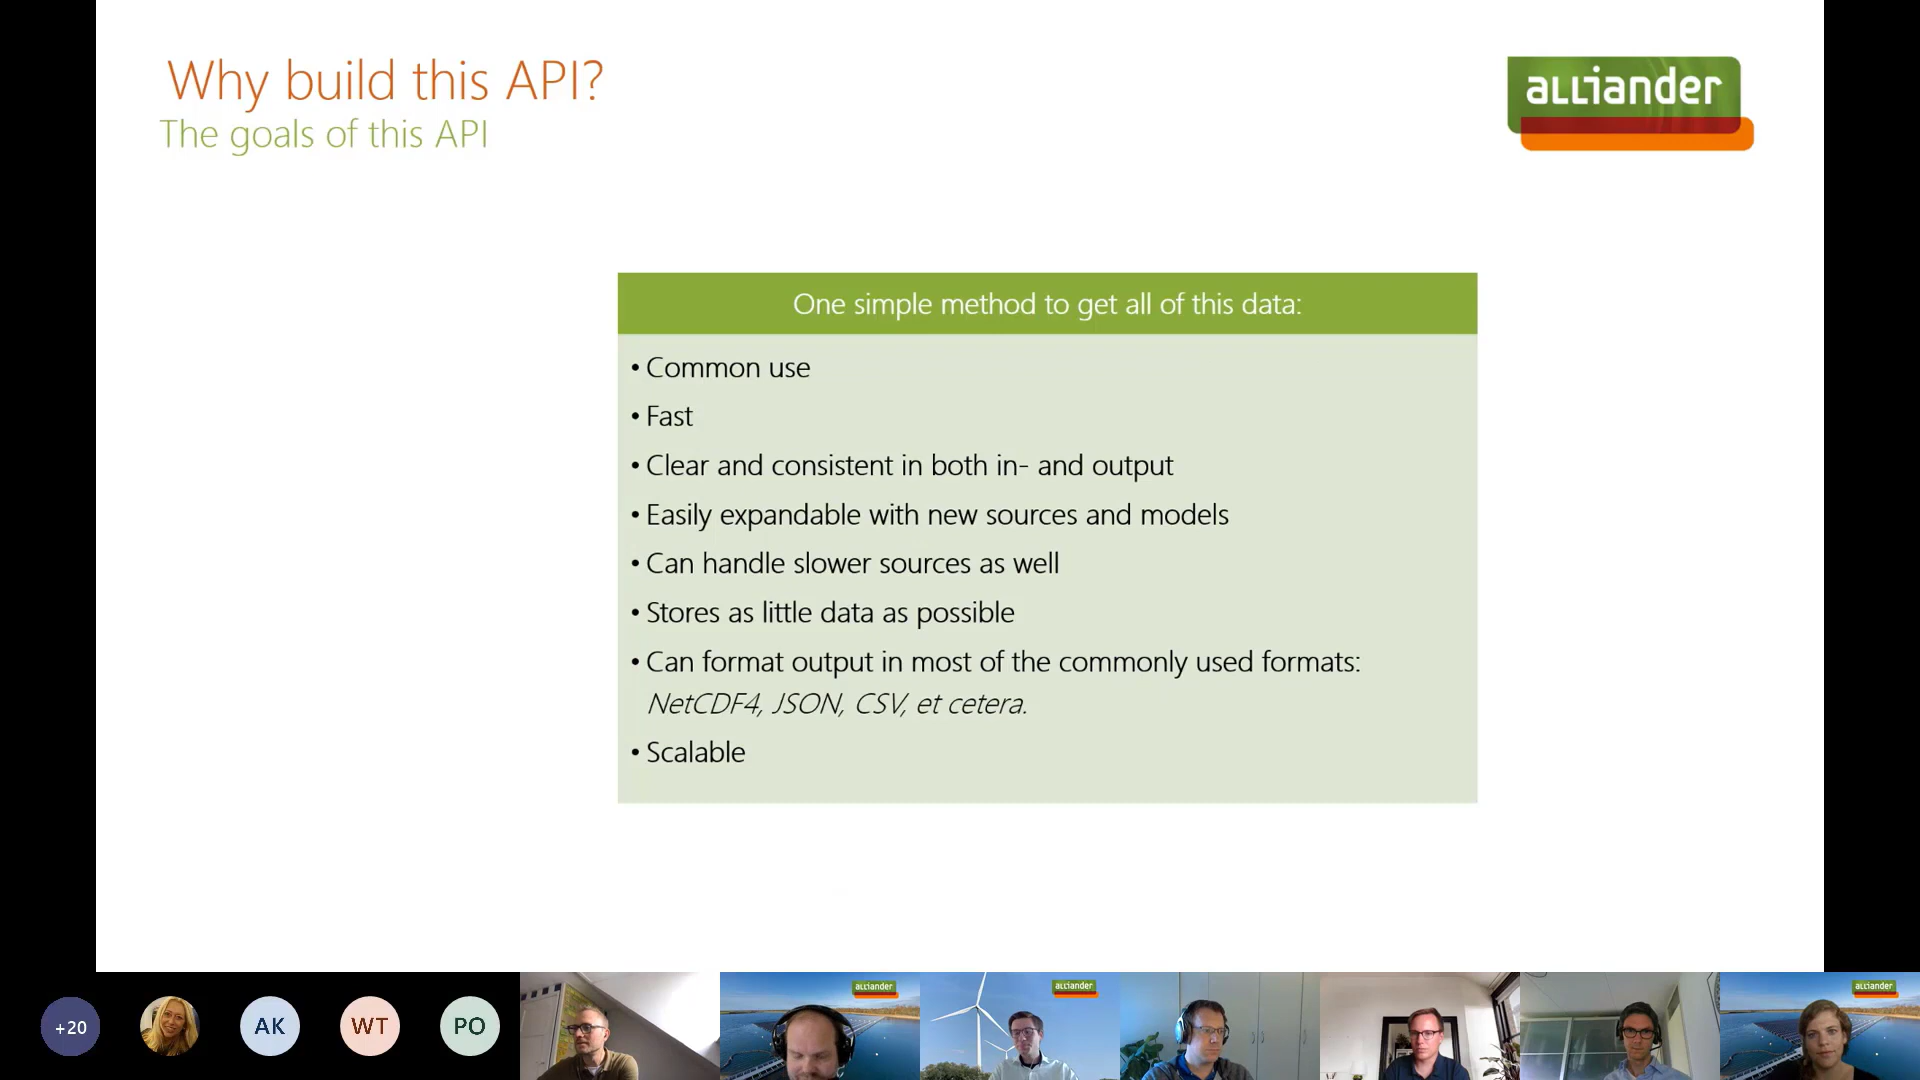 Why build this API?
The goals of this API
alliander
One simple method to get all of this data:
• Common use
• Fast
• Clear and consistent in both in- and output
• Easily expandable with new sources and models
• Can handle slower sources as well
• Stores as little data as possible
• Can format output in most of the commonly used formats:
NetCDF4, JSON, CSV, et cetera.
• Scalable
+20
AK
WT
PO
alliander
alliander
alliander